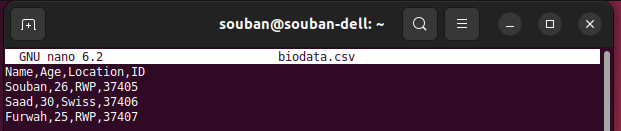 souban@souban-dell: ~
GNU nano 6.2 biodata.csv
Name,Age,Location,ID
Souban,26,RWP,37405
Saad,30,Swiss,37406
Furwah,25,RWP,37407